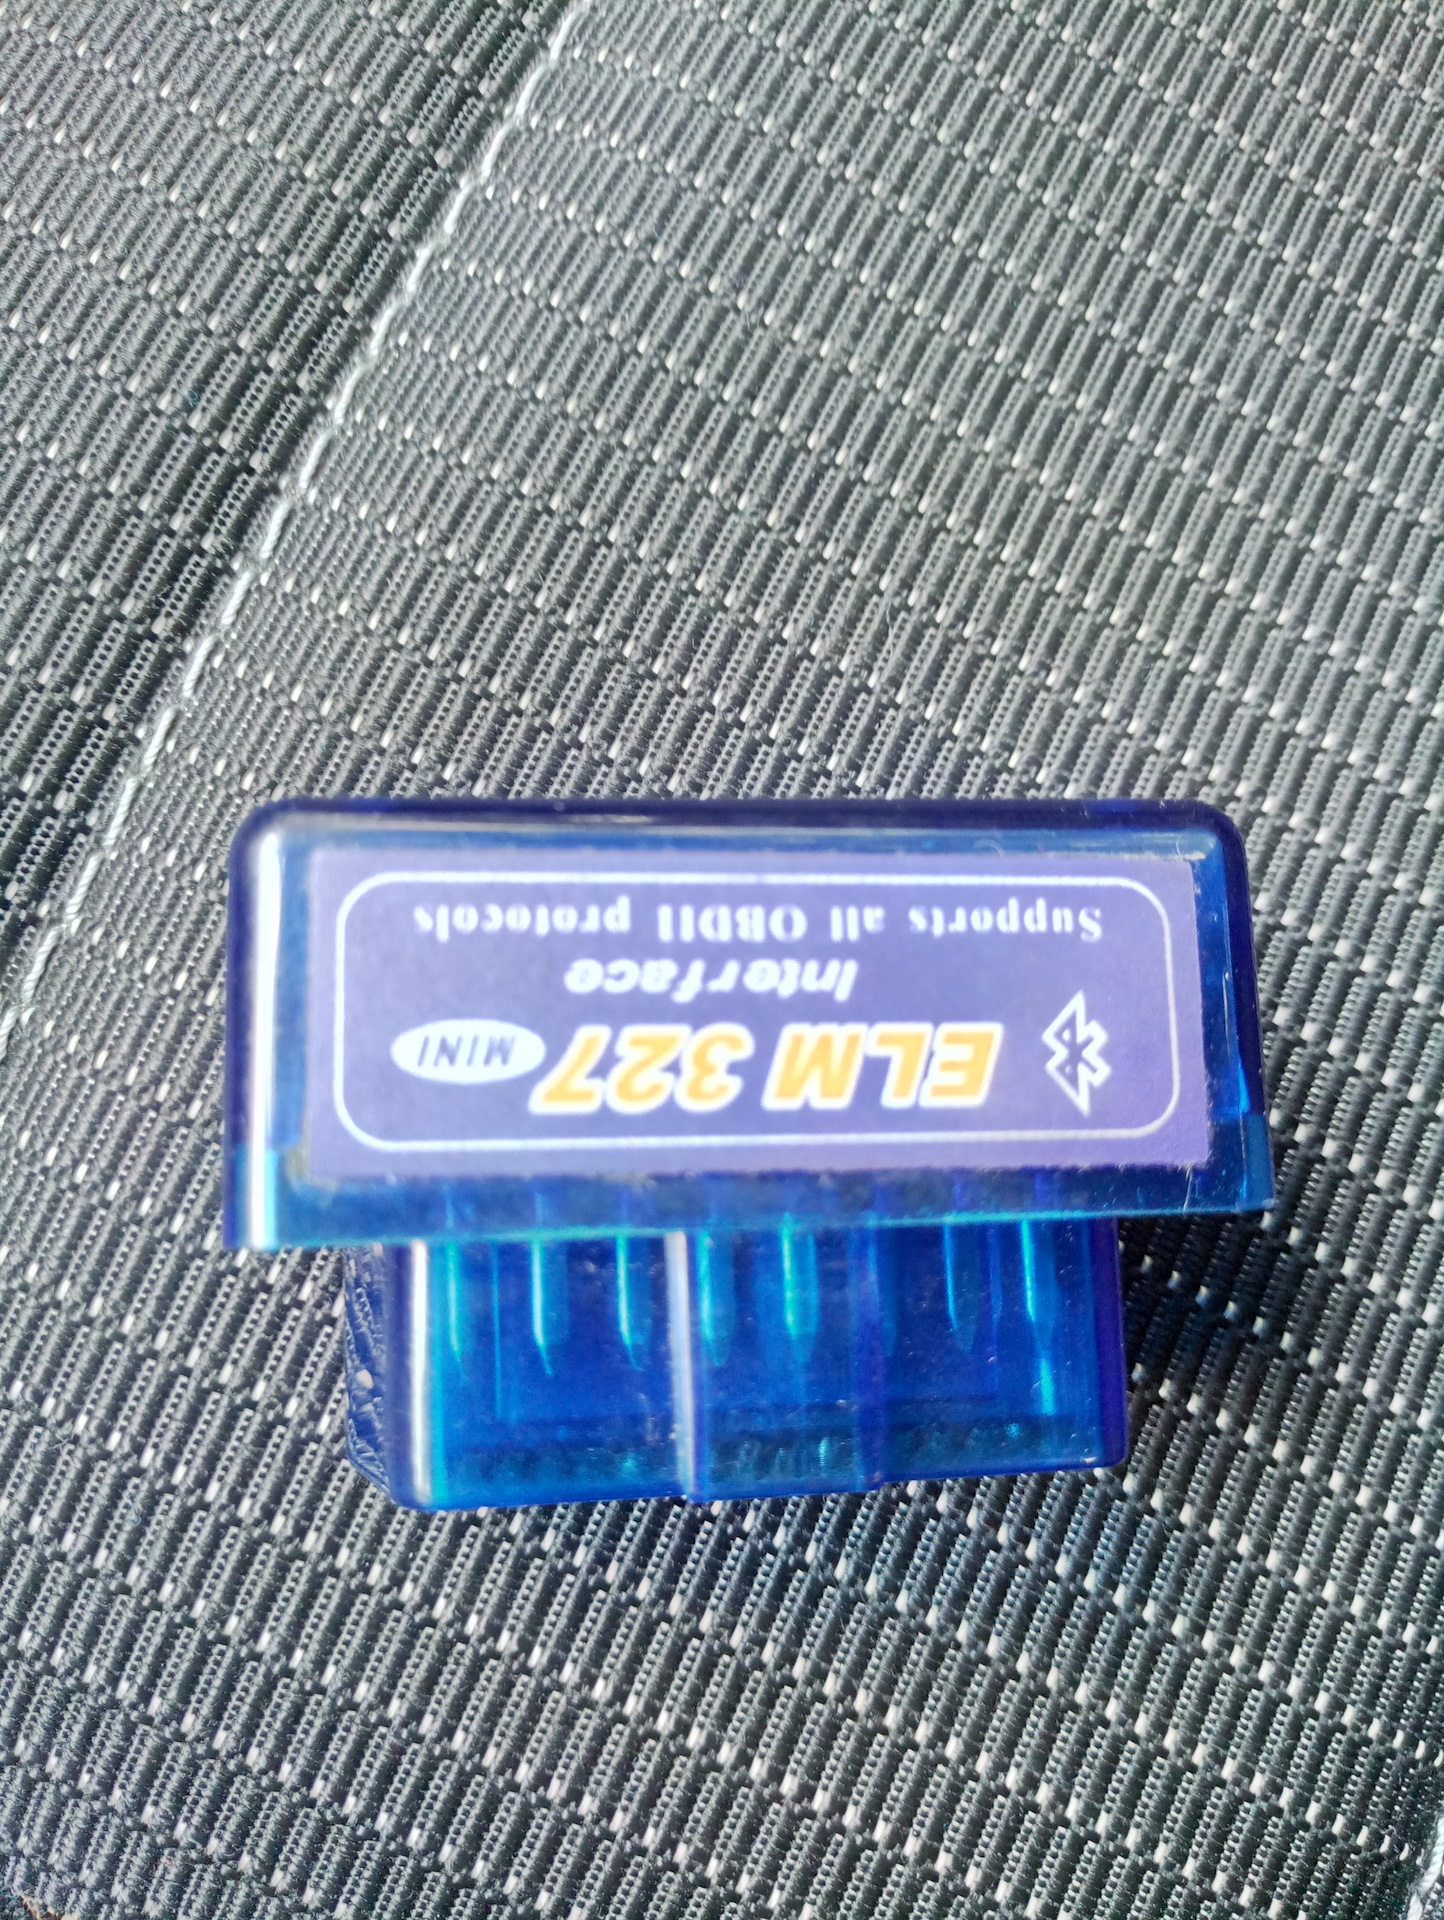 ELM 327 MINI
Interface
Supports all OBDII protocols